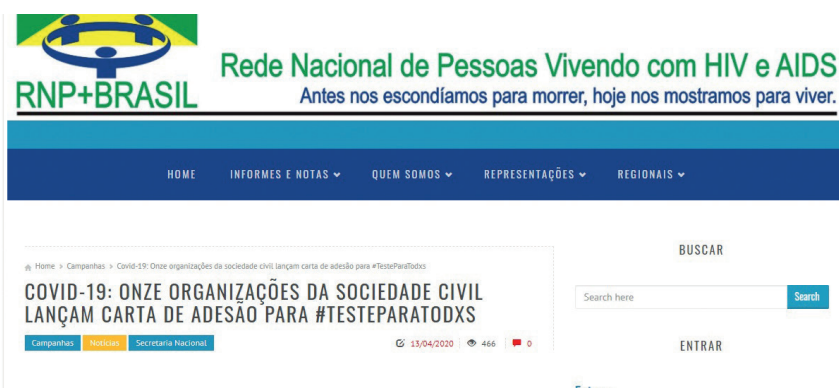 RNP+BRASIL
Rede Nacional de Pessoas Vivendo com HIV e AIDS
Antes nos escondíamos para morrer, hoje nos mostramos para viver.
HOME INFORMES E NOTAS QUEM SOMOS REPRESENTAÇÕES REGIONAIS
Home > Campanhas > Covid-19: Onze organizações da sociedade civil lançam carta de adesão para #TesteParaTodxs
COVID-19: ONZE ORGANIZAÇÕES DA SOCIEDADE CIVIL
LANÇAM CARTA DE ADESÃO PARA #TESTEPARATODXS
Campanhas Notícias Secretaria Nacional 13/04/2020 466 0
BUSCAR
Search here Search
ENTRAR